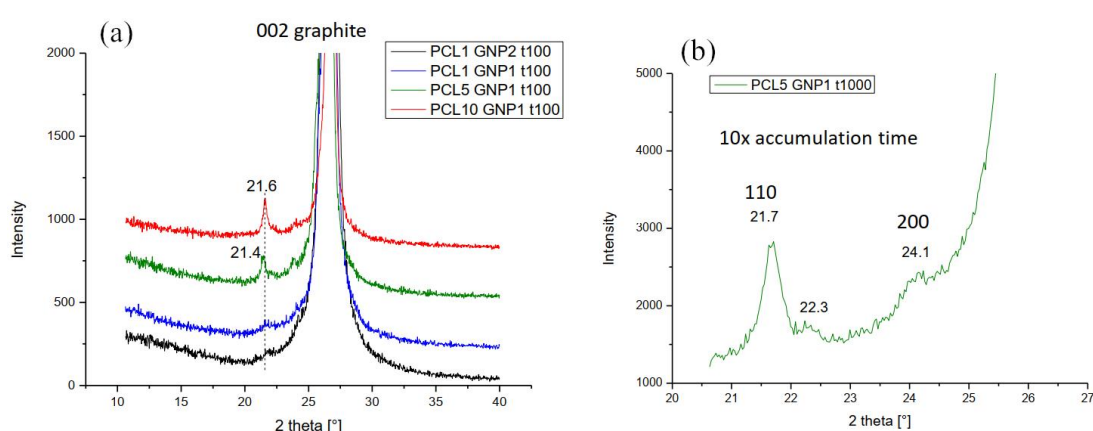 (a)
002 graphite
PCL1 GNP2 t100
PCL1 GNP1 t100
PCL5 GNP1 t100
PCL10 GNP1 t100
21.6
21.4
2000
1500
1000
500
0
Intensity
10 15 20 25 30 35 40
2 theta [°]
(b)
PCL5 GNP1 t1000
10x accumulation time
110
21.7
200
24.1
22.3
5000
4000
3000
2000
1000
Intensity
20 21 22 23 24 25 26 27
2 theta [°]